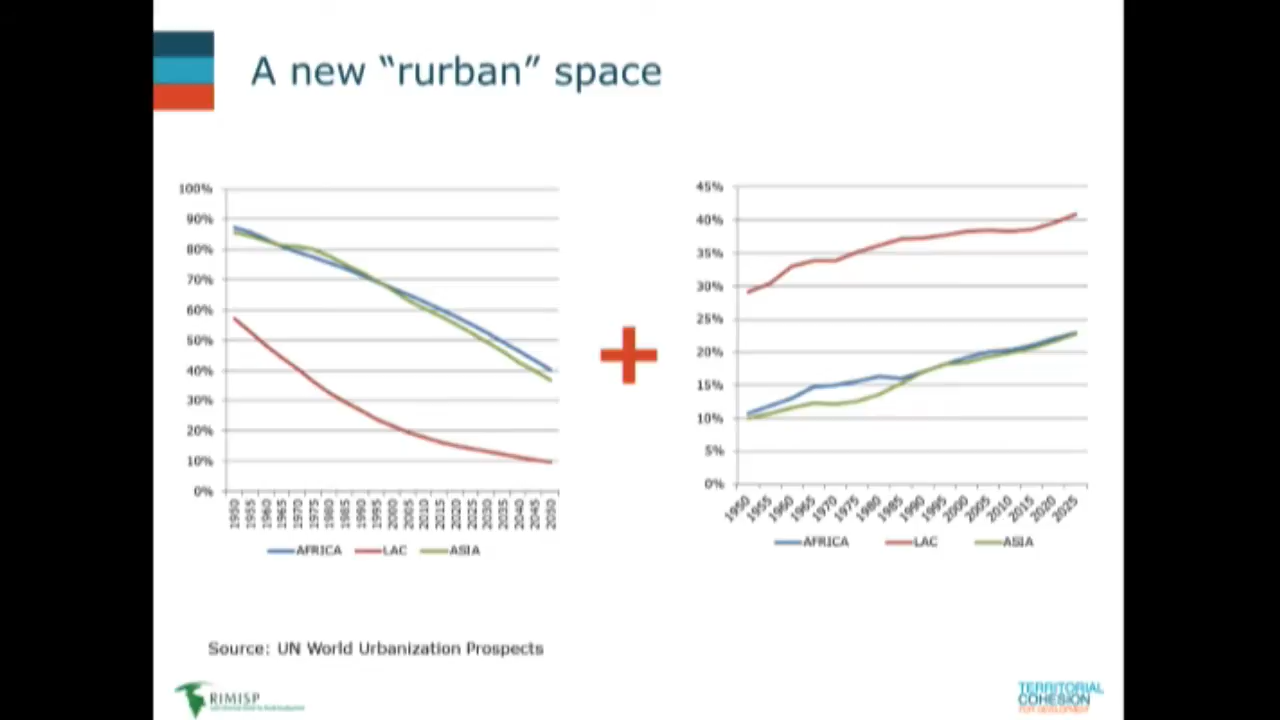 A new “rurban” space
100%
90%
80%
70%
60%
50%
40%
30%
20%
10%
0%
1950 1955 1960 1965 1970 1975 1980 1985 1990 1995 2000 2005 2010 2015 2020 2025 2030 2035 2040 2045 2050
AFRICA LAC ASIA
45%
40%
35%
30%
25%
20%
15%
10%
5%
0%
1950 1955 1960 1965 1970 1975 1980 1985 1990 1995 2000 2005 2010 2015 2020 2025
AFRICA LAC ASIA
Source: UN World Urbanization Prospects
RIMISP
TERRITORIAL
COHESION
FOR DEVELOPMENT